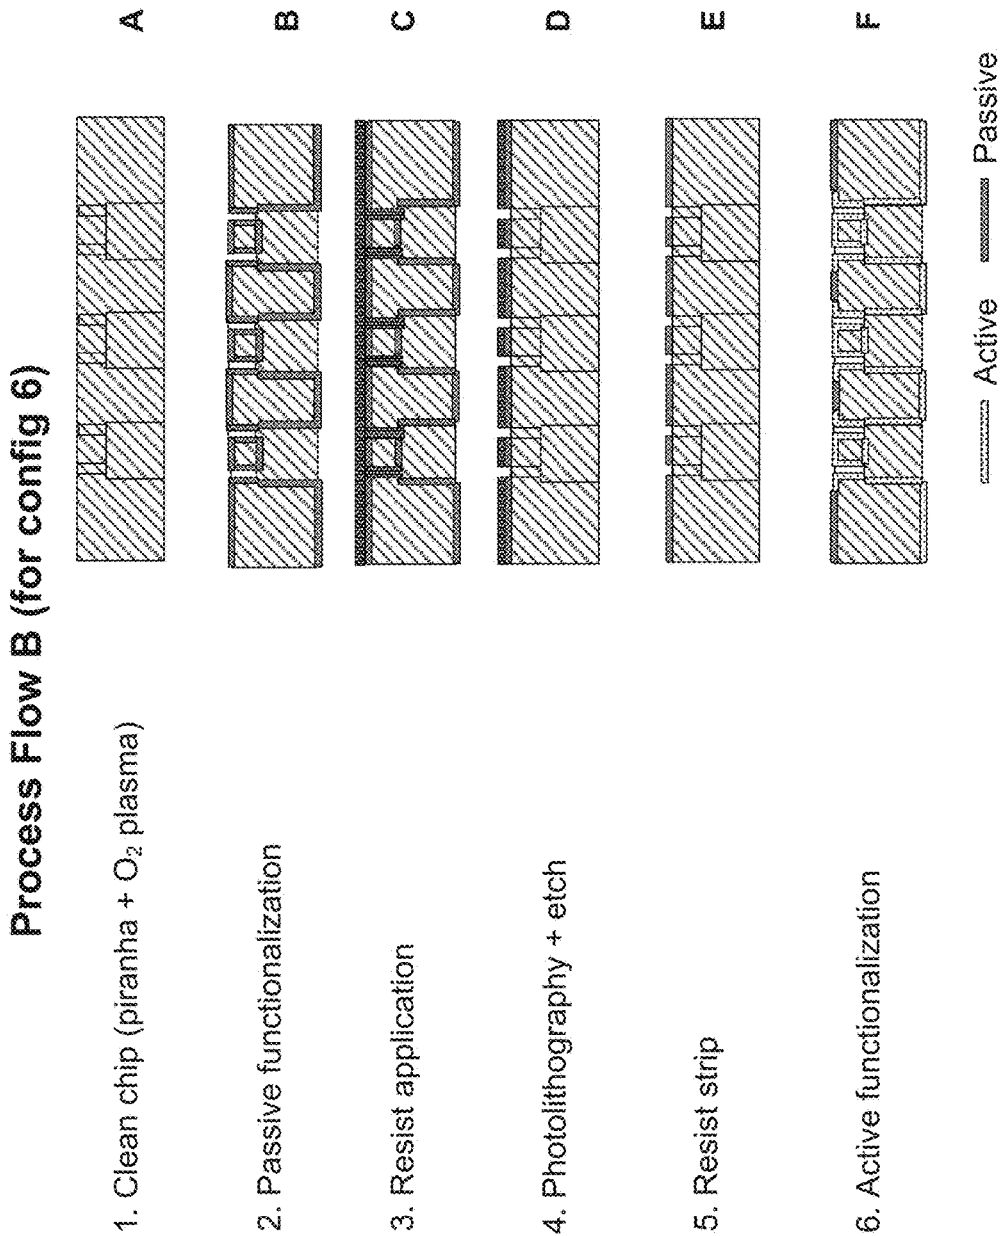 Process Flow B (for config 6)
1. Clean chip (piranha + O₂ plasma)
A
2. Passive functionalization
B
3. Resist application
C
4. Photolithography + etch
D
5. Resist strip
E
6. Active functionalization
F
Active
Passive